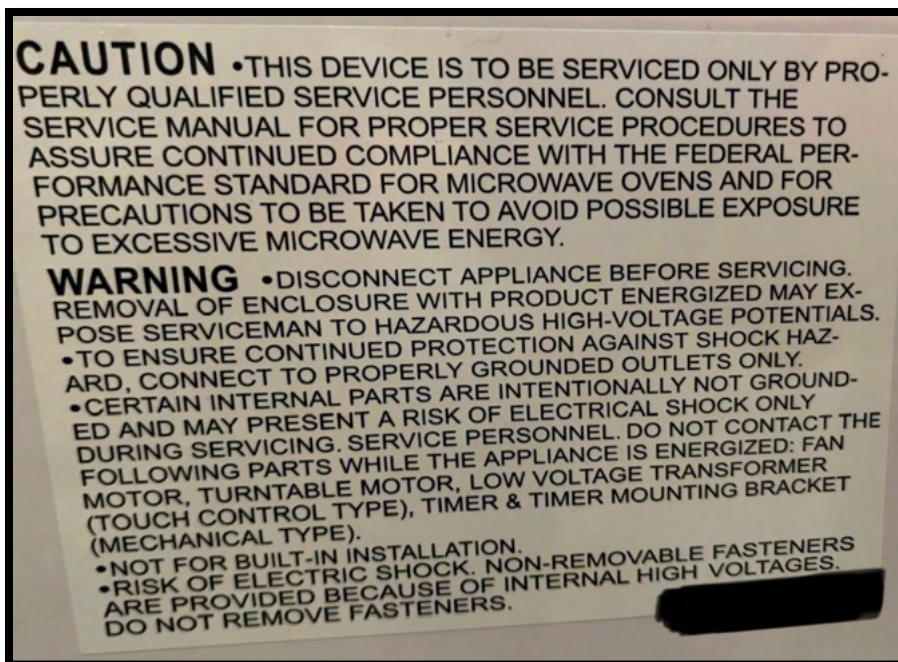 CAUTION •THIS DEVICE IS TO BE SERVICED ONLY BY PRO-
PERLY QUALIFIED SERVICE PERSONNEL. CONSULT THE
SERVICE MANUAL FOR PROPER SERVICE PROCEDURES TO
ASSURE CONTINUED COMPLIANCE WITH THE FEDERAL PER-
FORMANCE STANDARD FOR MICROWAVE OVENS AND FOR
PRECAUTIONS TO BE TAKEN TO AVOID POSSIBLE EXPOSURE
TO EXCESSIVE MICROWAVE ENERGY.
WARNING •DISCONNECT APPLIANCE BEFORE SERVICING.
REMOVAL OF ENCLOSURE WITH PRODUCT ENERGIZED MAY EX-
POSE SERVICEMAN TO HAZARDOUS HIGH-VOLTAGE POTENTIALS.
•TO ENSURE CONTINUED PROTECTION AGAINST SHOCK HAZ-
ARD, CONNECT TO PROPERLY GROUNDED OUTLETS ONLY.
•CERTAIN INTERNAL PARTS ARE INTENTIONALLY NOT GROUND-
ED AND MAY PRESENT A RISK OF ELECTRICAL SHOCK ONLY
DURING SERVICING. SERVICE PERSONNEL. DO NOT CONTACT THE
FOLLOWING PARTS WHILE THE APPLIANCE IS ENERGIZED: FAN
MOTOR, TURNTABLE MOTOR, LOW VOLTAGE TRANSFORMER
(TOUCH CONTROL TYPE), TIMER & TIMER MOUNTING BRACKET
(MECHANICAL TYPE).
•NOT FOR BUILT-IN INSTALLATION.
•RISK OF ELECTRIC SHOCK. NON-REMOVABLE FASTENERS
ARE PROVIDED BECAUSE OF INTERNAL HIGH VOLTAGES.
DO NOT REMOVE FASTENERS.